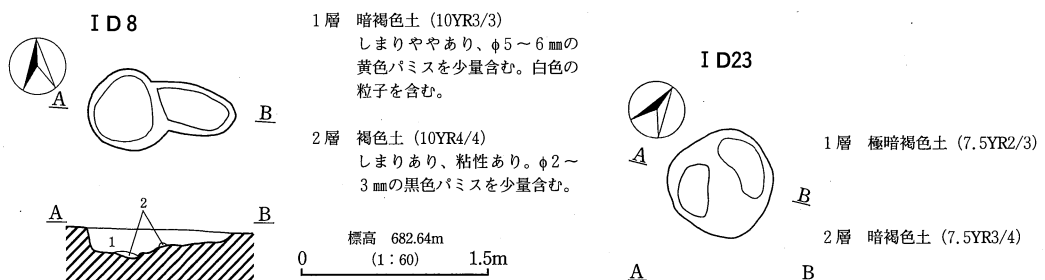 ID8
A
B
A
B
2
1
1層 暗褐色土(10YR3/3)
しまりややあり、φ5～6㎜の
黄色パミスを少量含む。白色の
粒子を含む。
2層 褐色土(10YR4/4)
しまりあり、粘性あり。φ2～
3㎜の黒色パミスを少量含む。
標高 682.64m
(1:60)
0 1.5m
ID23
A
B
1層 極暗褐色土(7.5YR2/3)
2層 暗褐色土(7.5YR3/4)
A B